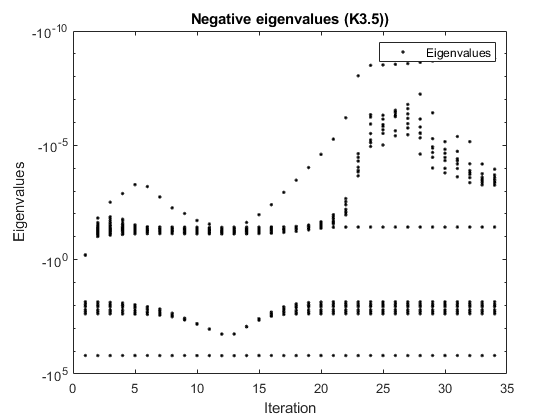 Negative eigenvalues (K3.5))
-10^-10
Eigenvalues
-10^-5
Eigenvalues
-10^0
-10^5
0 5 10 15 20 25 30 35
Iteration